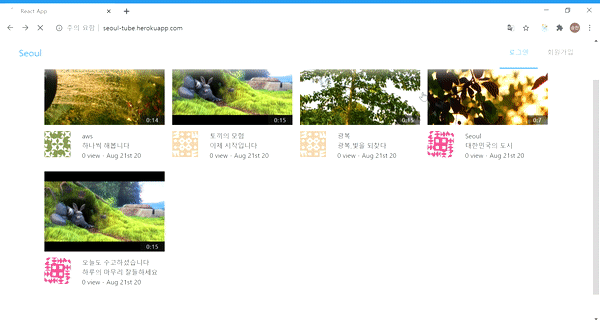 React App
주의 요함
seoul-tube.herokuapp.com
Seoul
로그인
회원가입
0:14
0:15
0:15
0:7
aws
하나씩 해봅니다
0 view · Aug 21st 20
토끼의 모험
이제 시작입니다
0 view · Aug 21st 20
광복
광복,빛을 되찾다
0 view · Aug 21st 20
Seoul
대한민국의 도시
0 view · Aug 21st 20
0:15
오늘도 수고하셨습니다
하루의 마무리 잘들하세요
0 view · Aug 21st 20